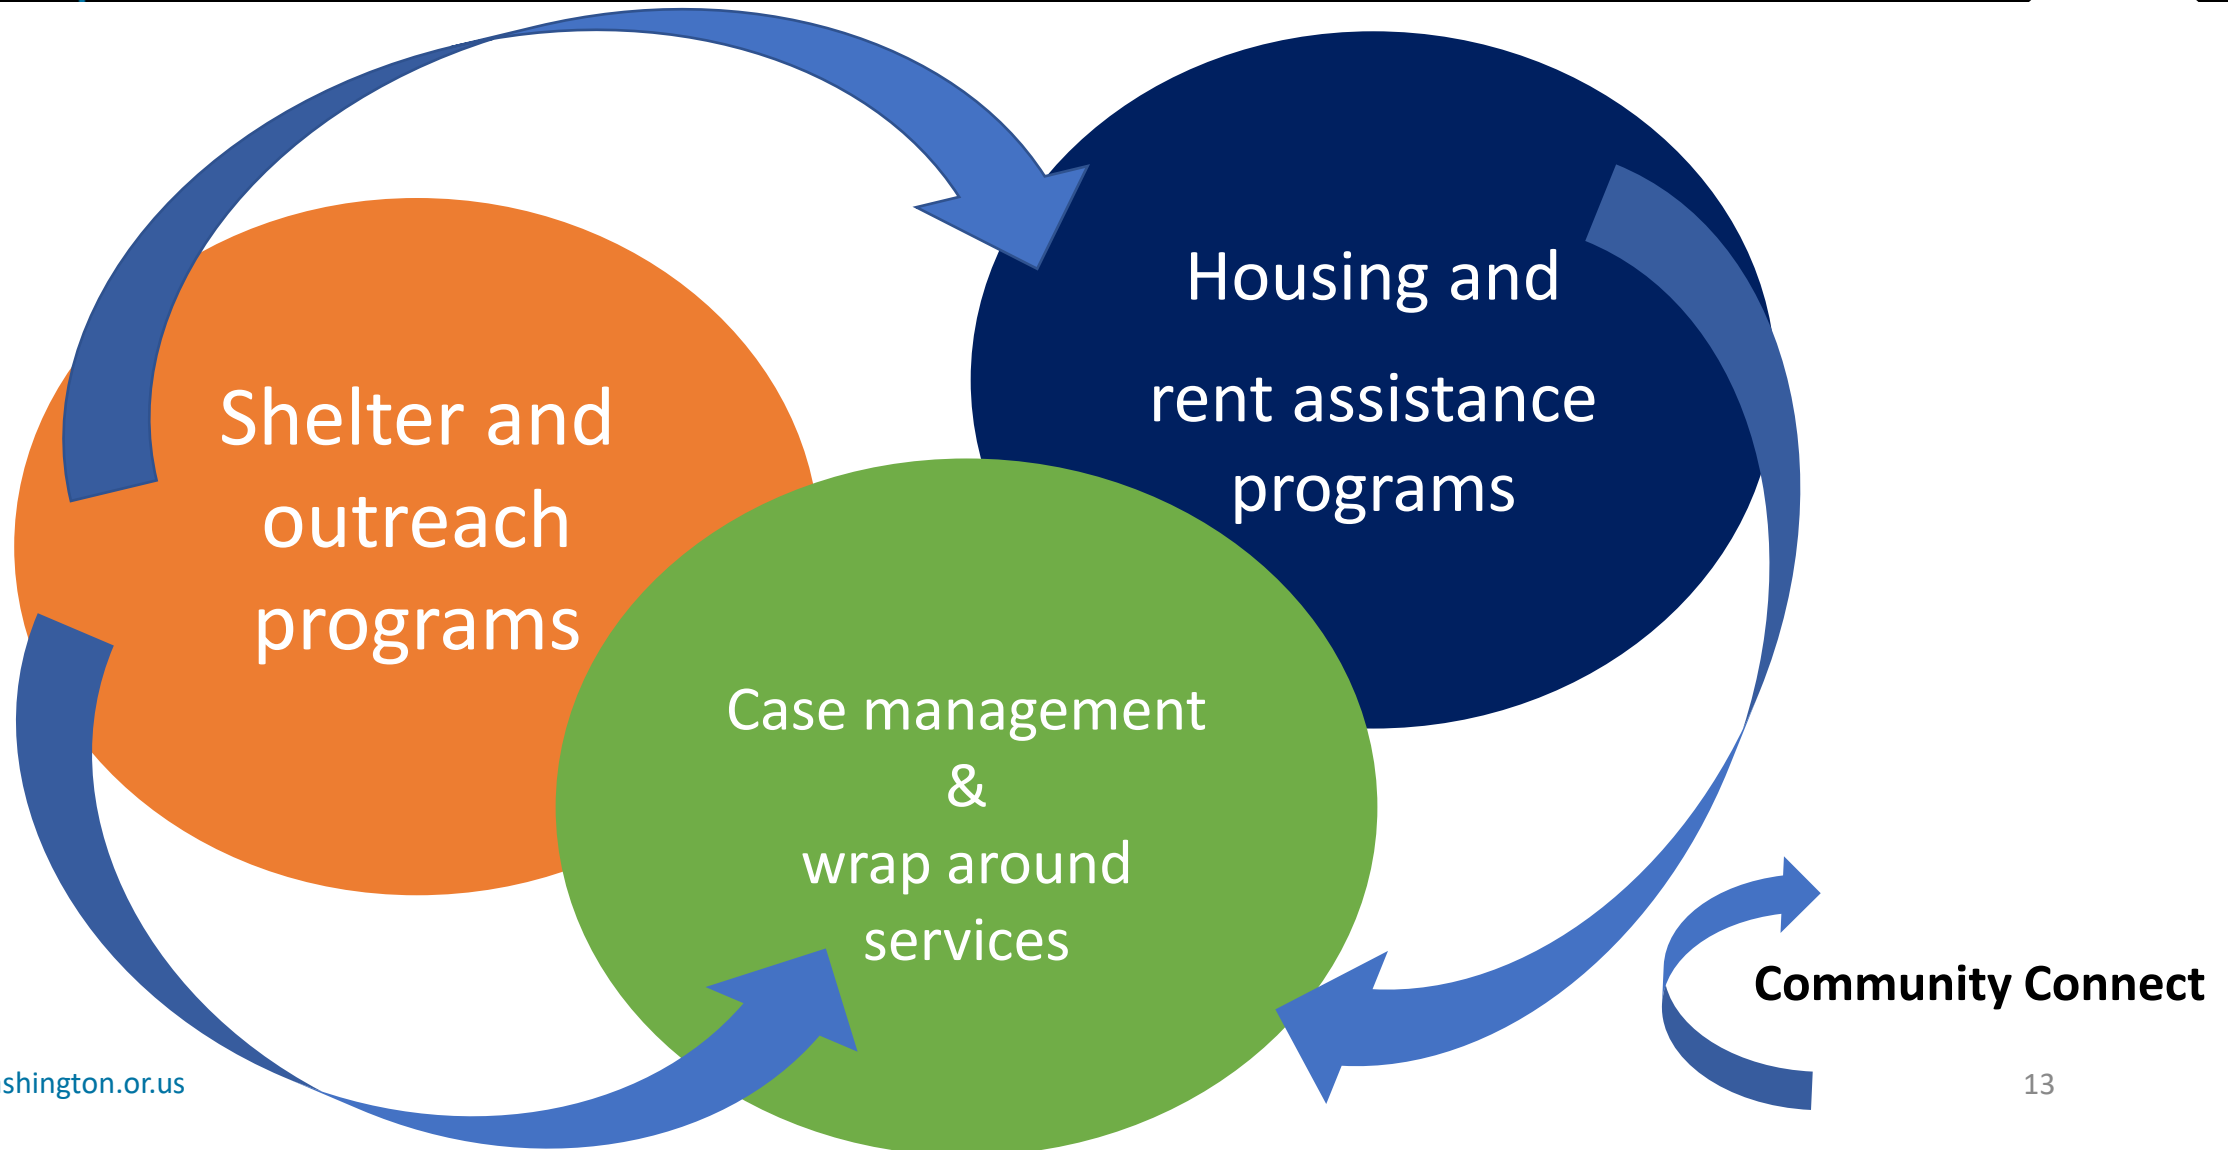 Housing and
rent assistance
programs
Shelter and
outreach
programs
Case management
&
wrap around
services
Community Connect
shington.or.us
13